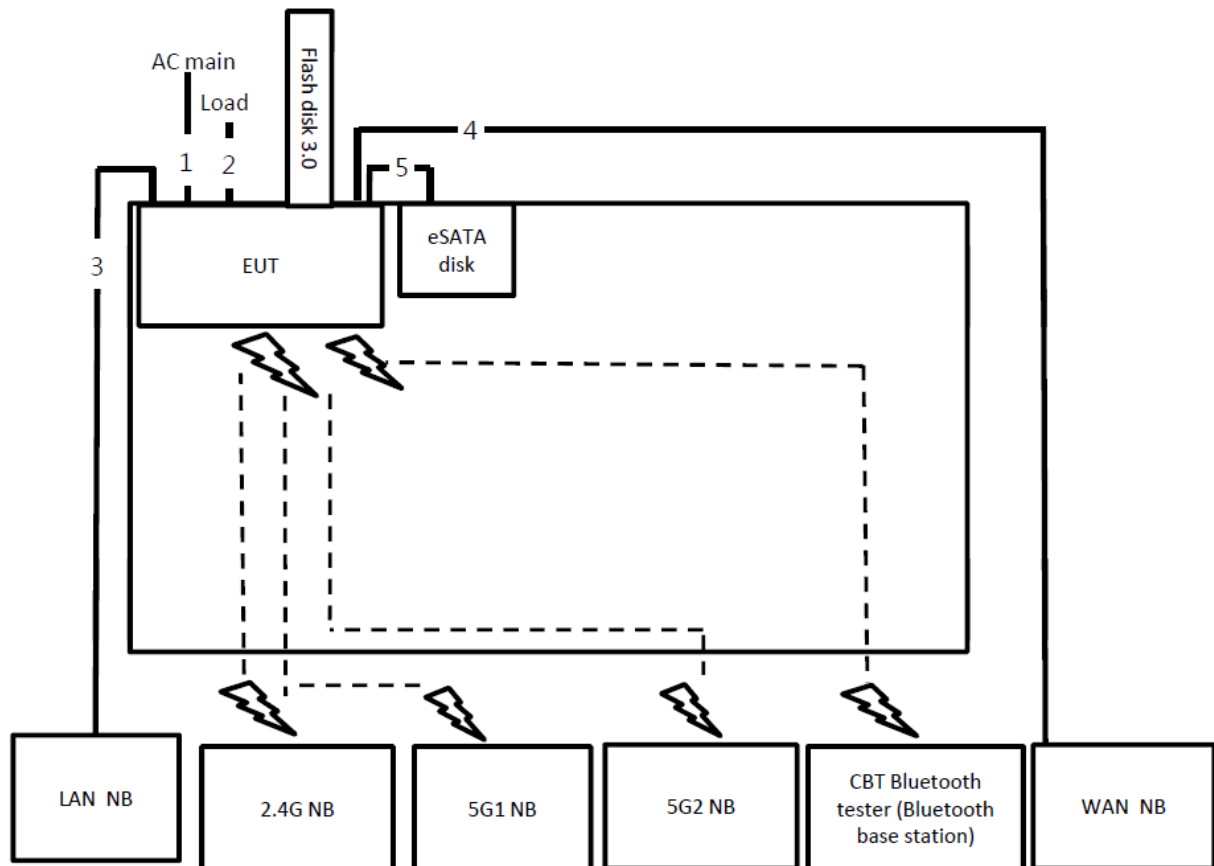 AC main
Load
Flash disk 3.0
4
1
2
5
3
EUT
eSATA
disk
LAN NB
2.4G NB
5G1 NB
5G2 NB
CBT Bluetooth
tester (Bluetooth
base station)
WAN NB